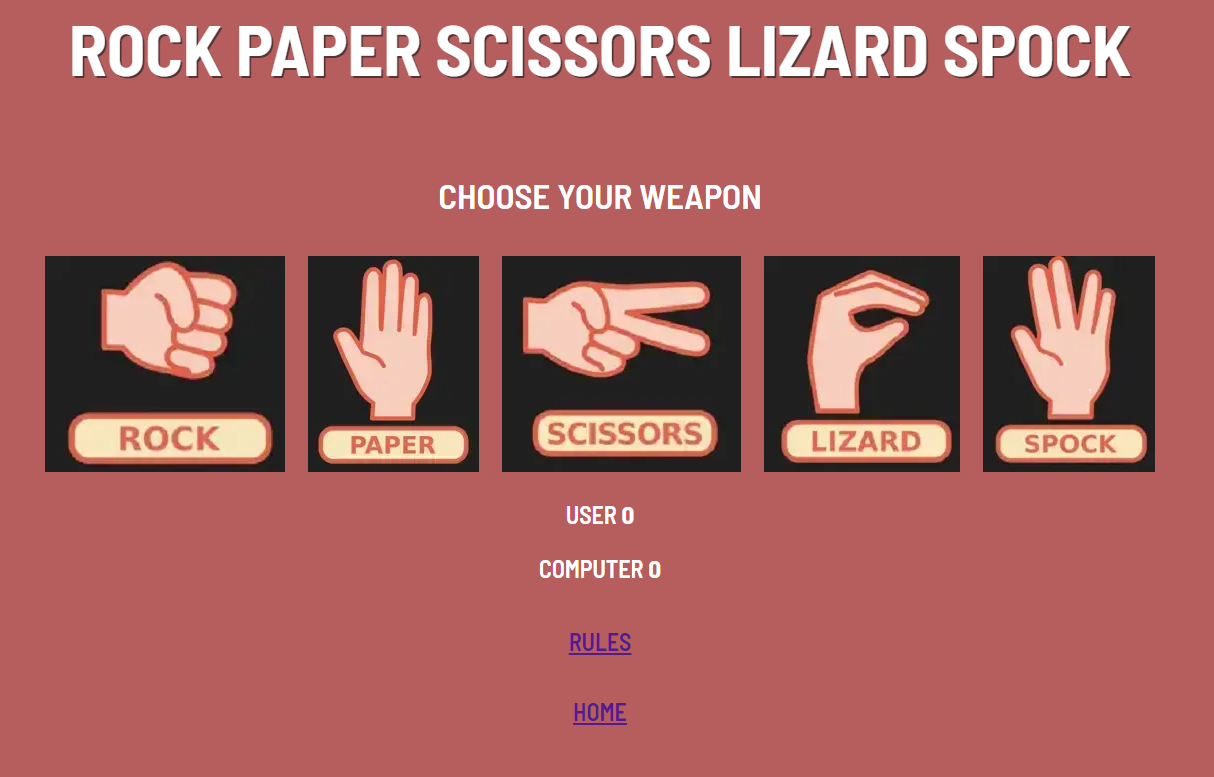 ROCK PAPER SCISSORS LIZARD SPOCK
CHOOSE YOUR WEAPON
ROCK PAPER SCISSORS LIZARD SPOCK
USER 0
COMPUTER 0
RULES
HOME